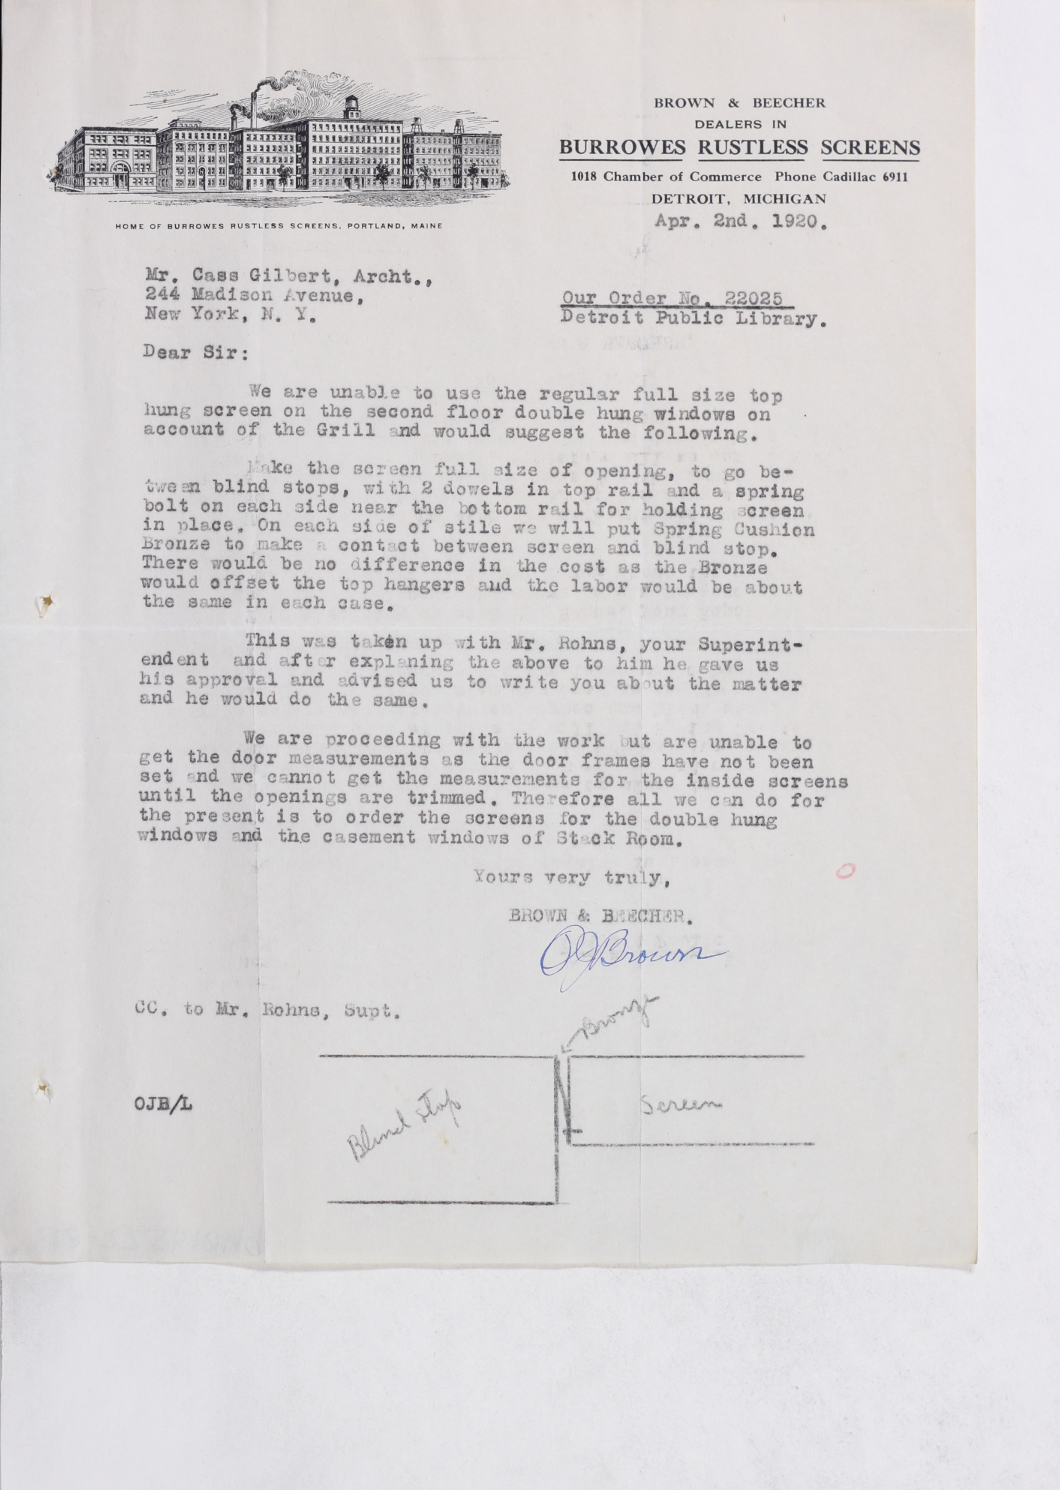 BROWN & BEECHER
DEALERS IN
BURROWES RUSTLESS SCREENS
1018 Chamber of Commerce Phone Cadillac 6911
DETROIT, MICHIGAN
HOME OF BURROWES RUSTLESS SCREENS, PORTLAND, MAINE
Apr. 2nd. 1920.
Mr. Cass Gilbert, Archt.,
244 Madison Avenue,
New York, N. Y.
Our Order No. 22025
Detroit Public Library.
Dear Sir:
We are unable to use the regular full size top
hung screen on the second floor double hung windows on
account of the Grill and would suggest the following.
Make the screen full size of opening, to go be-
tween blind stops, with 2 dowels in top rail and a spring
bolt on each side near the bottom rail for holding screen
in place. On each side of stile we will put Spring Cushion
Bronze to make a contact between screen and blind stop.
There would be no difference in the cost as the Bronze
would offset the top hangers and the labor would be about
the same in each case.
This was taken up with Mr. Rohns, your Superint-
endent and after explaning the above to him he gave us
his approval and advised us to write you about the matter
and he would do the same.
We are proceeding with the work but are unable to
get the door measurements as the door frames have not been
set and we cannot get the measurements for the inside screens
until the openings are trimmed. Therefore all we can do for
the present is to order the screens for the double hung
windows and the casement windows of Stack Room.
Yours very truly,
BROWN & BEECHER.
OJBrown
CC. to Mr. Rohns, Supt.
Bronze
OJB/L
Blind stop
Screen